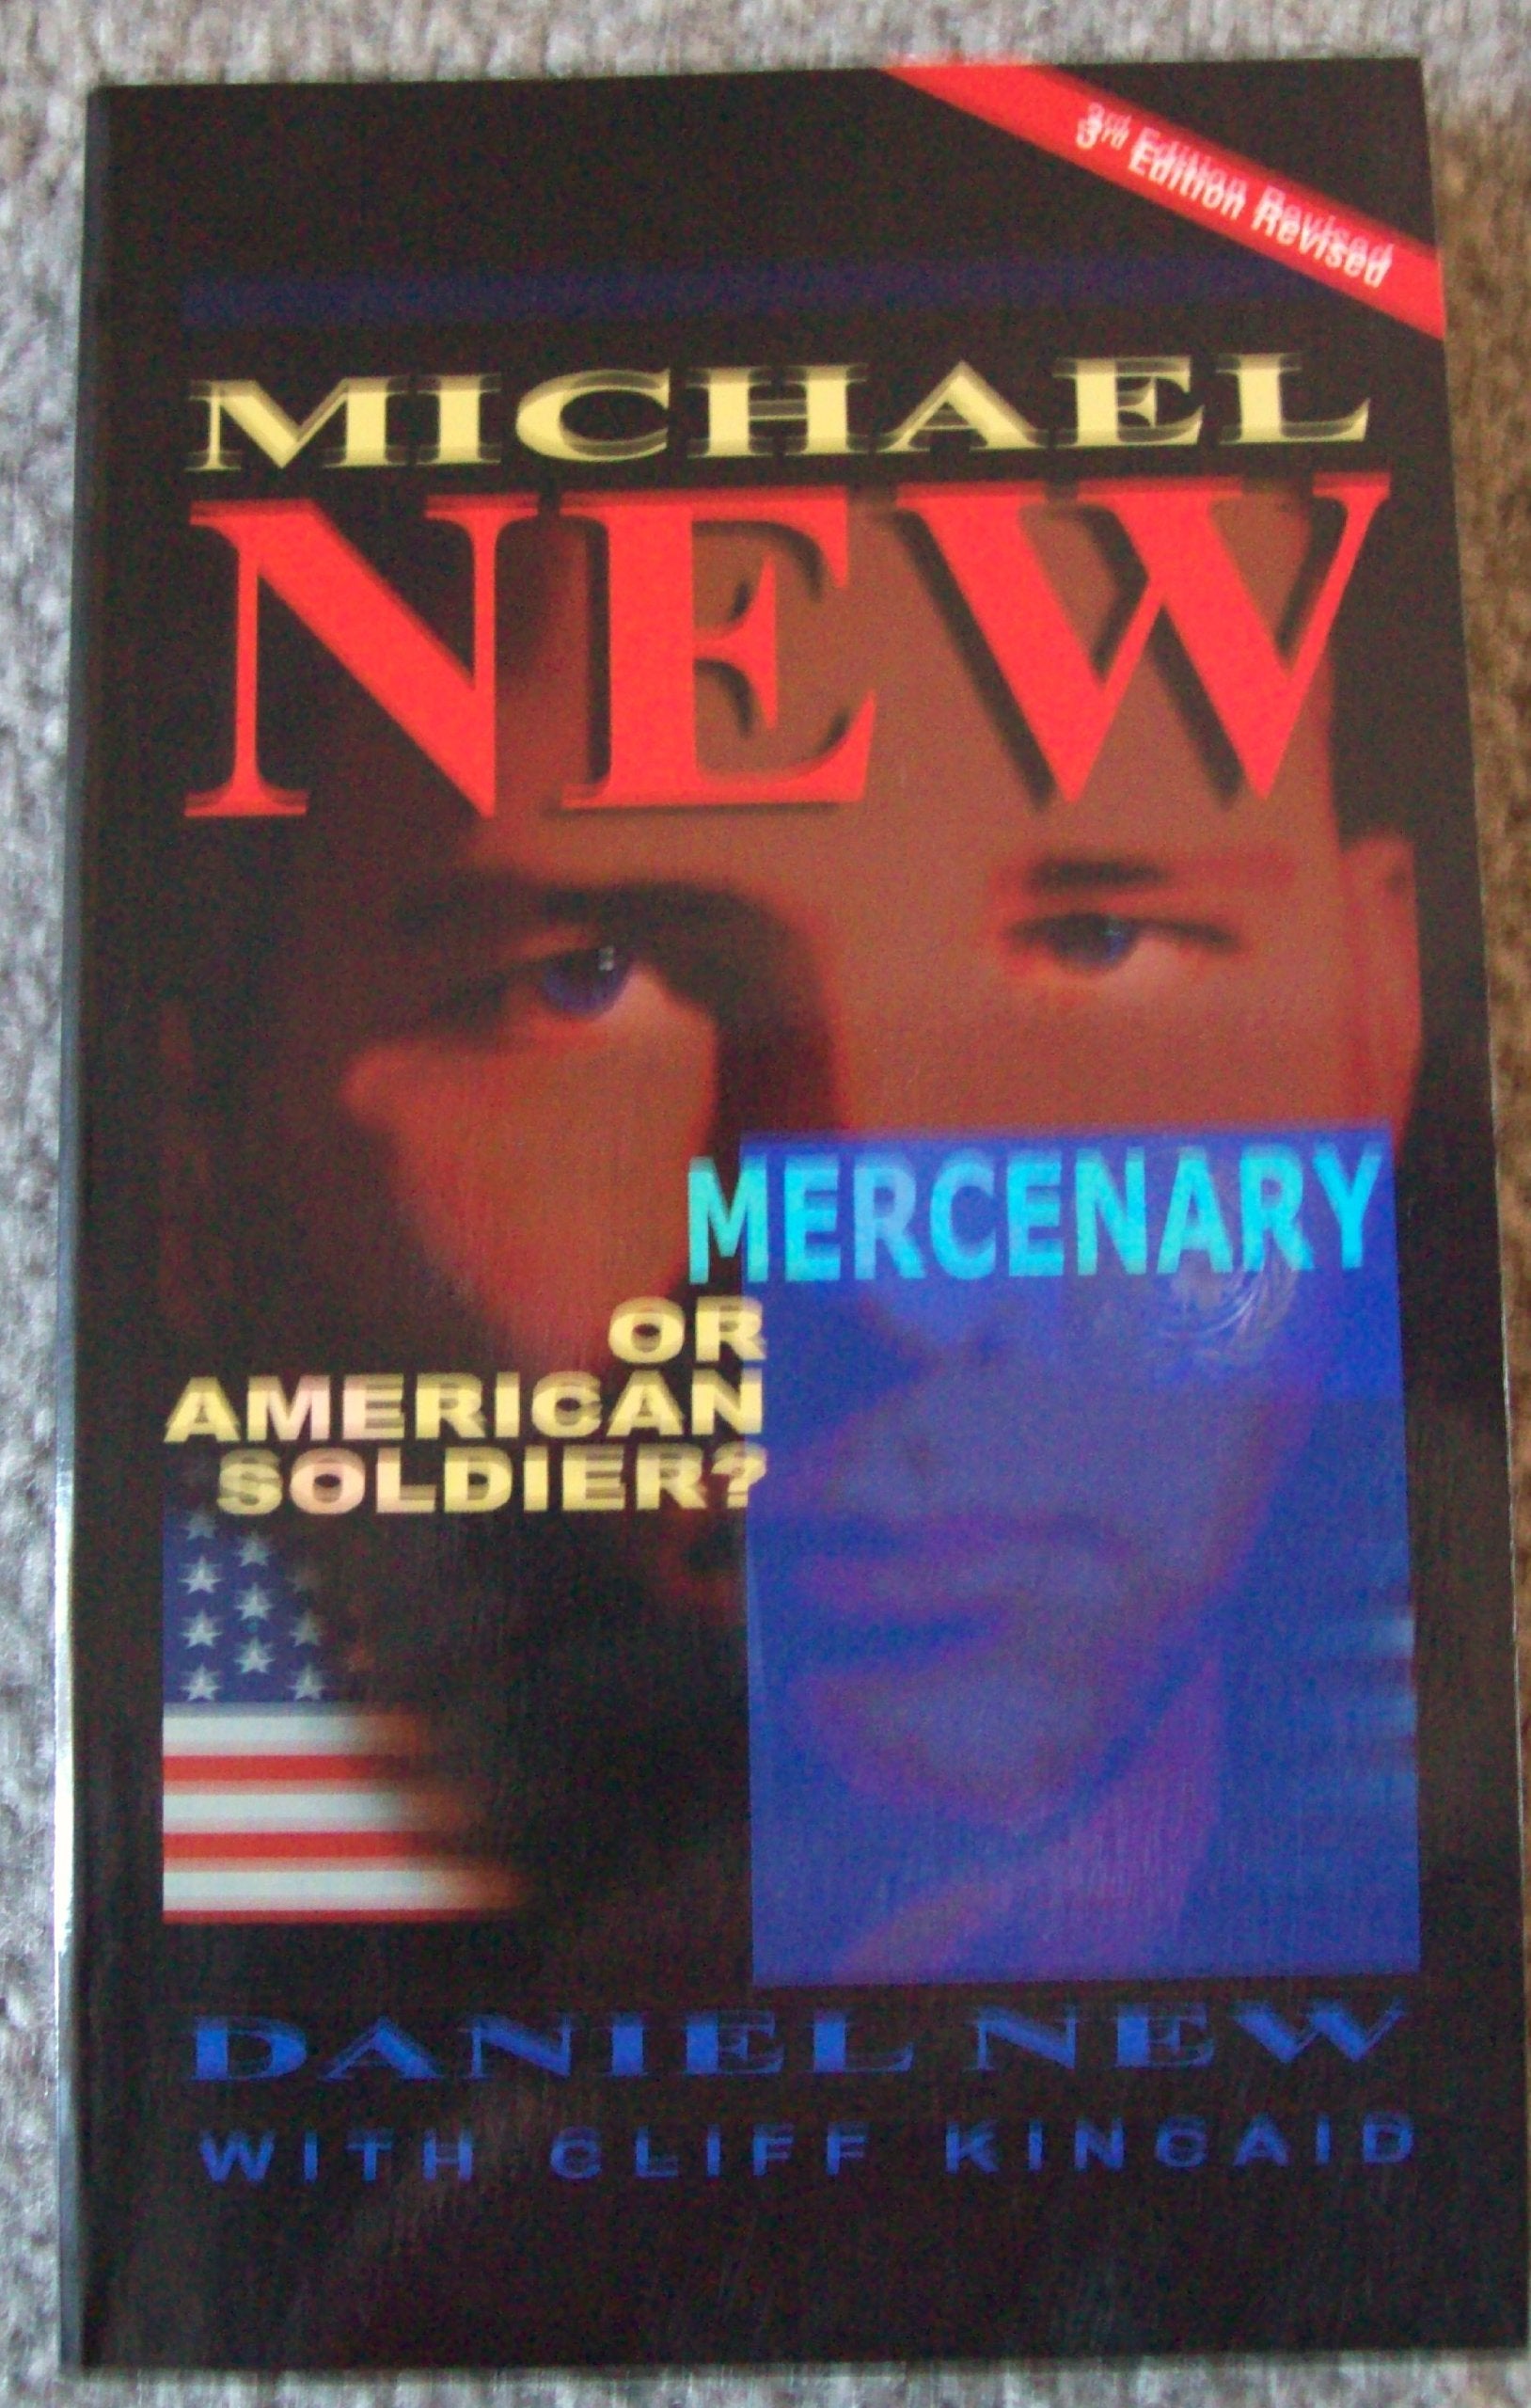 3rd Edition Revised
MICHAEL
NEW
MERCENARY
OR
AMERICAN
SOLDIER?
DANIEL NEW
WITH CLIFF KINCAID